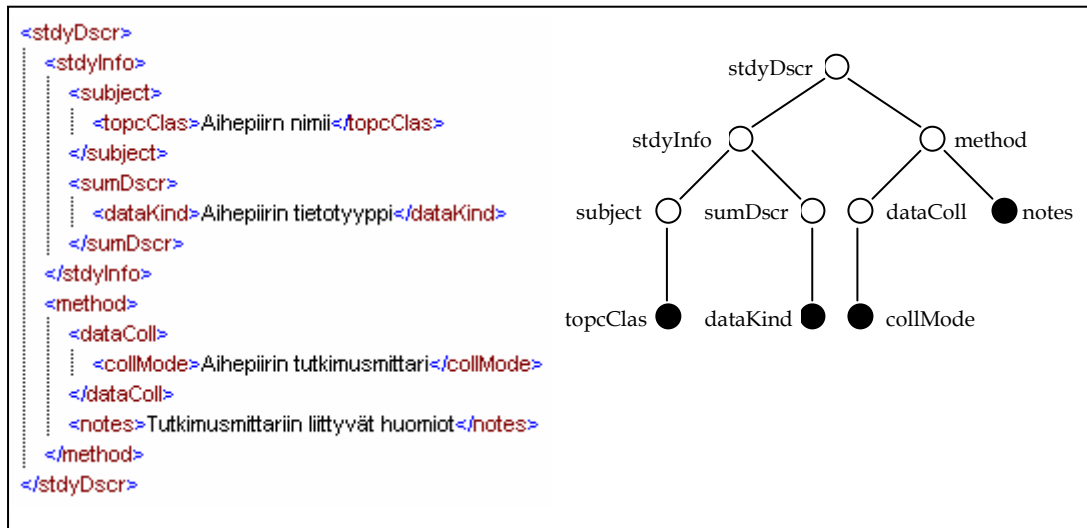 <stdyDscr>
<stdyInfo>
<subject>
<topcClas>Aihepiirn nimii</topcClas>
</subject>
<sumDscr>
<dataKind>Aihepiirin tietotyyppi</dataKind>
</sumDscr>
</stdyInfo>
<method>
<dataColl>
<collMode>Aihepiirin tutkimusmittari</collMode>
</dataColl>
<notes>Tutkimusmittariin liittyvät huomiot</notes>
</method>
</stdyDscr>
stdyDscr
stdyInfo method
subject sumDscr dataColl notes
topcClas dataKind collMode